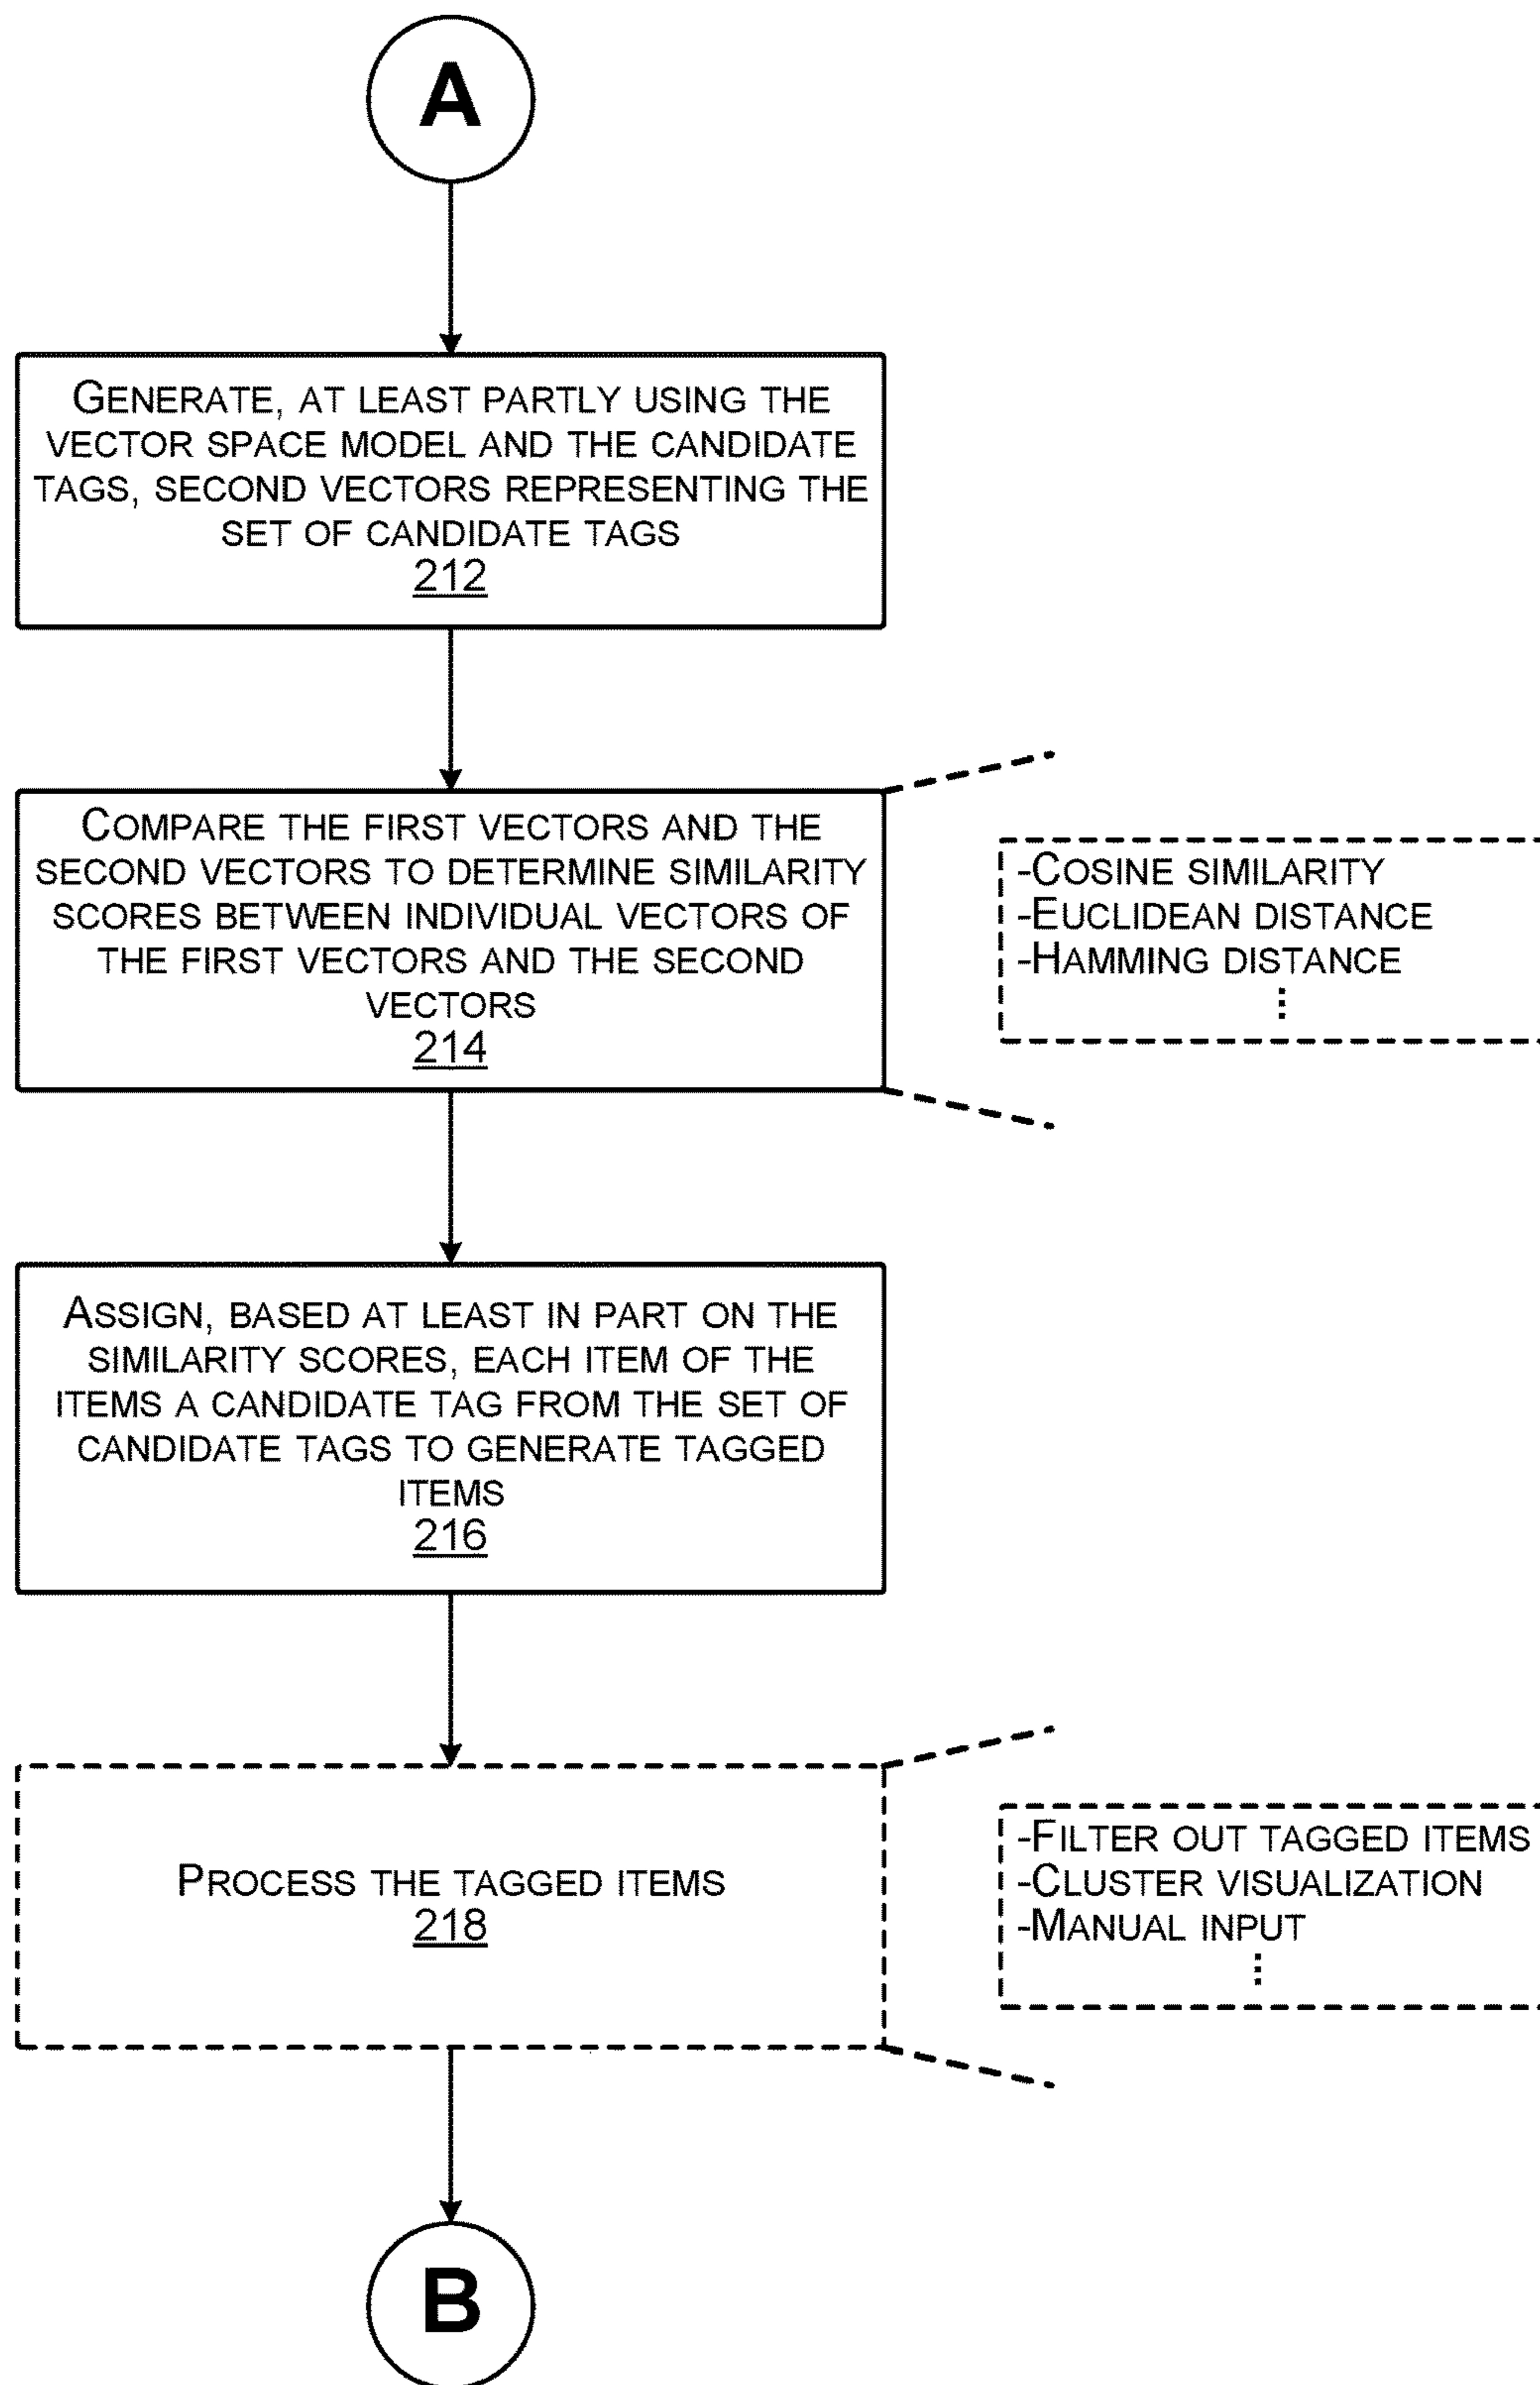 A
GENERATE, AT LEAST PARTLY USING THE
VECTOR SPACE MODEL AND THE CANDIDATE
TAGS, SECOND VECTORS REPRESENTING THE
SET OF CANDIDATE TAGS
212
COMPARE THE FIRST VECTORS AND THE
SECOND VECTORS TO DETERMINE SIMILARITY
SCORES BETWEEN INDIVIDUAL VECTORS OF
THE FIRST VECTORS AND THE SECOND
VECTORS
214
-COSINE SIMILARITY
-EUCLIDEAN DISTANCE
-HAMMING DISTANCE
⋮
ASSIGN, BASED AT LEAST IN PART ON THE
SIMILARITY SCORES, EACH ITEM OF THE
ITEMS A CANDIDATE TAG FROM THE SET OF
CANDIDATE TAGS TO GENERATE TAGGED
ITEMS
216
PROCESS THE TAGGED ITEMS
218
-FILTER OUT TAGGED ITEMS
-CLUSTER VISUALIZATION
-MANUAL INPUT
⋮
B